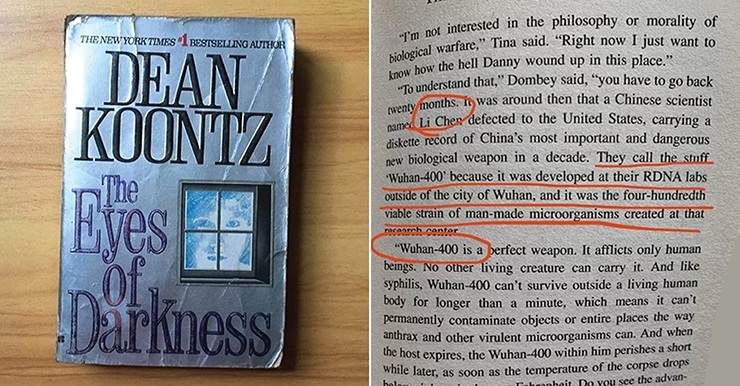 THE NEW YORK TIMES #1 BESTSELLING AUTHOR
DEAN
KOONTZ
The
Eyes
of
Darkness
"I'm not interested in the philosophy or morality of
biological warfare," Tina said. "Right now I just want to
know how the hell Danny wound up in this place."
"To understand that," Dombey said, "you have to go back
twenty months. It was around then that a Chinese scientist
named Li Chen defected to the United States, carrying a
diskette record of China's most important and dangerous
new biological weapon in a decade. They call the stuff
'Wuhan-400' because it was developed at their RDNA labs
outside of the city of Wuhan, and it was the four-hundredth
viable strain of man-made microorganisms created at that
research center.
"Wuhan-400 is a perfect weapon. It afflicts only human
beings. No other living creature can carry it. And like
syphilis, Wuhan-400 can't survive outside a living human
body for longer than a minute, which means it can't
permanently contaminate objects or entire places the way
anthrax and other virulent microorganisms can. And when
the host expires, the Wuhan-400 within him perishes a short
while later, as soon as the temperature of the corpse drops
Fahrenheit. Do you see the advan-